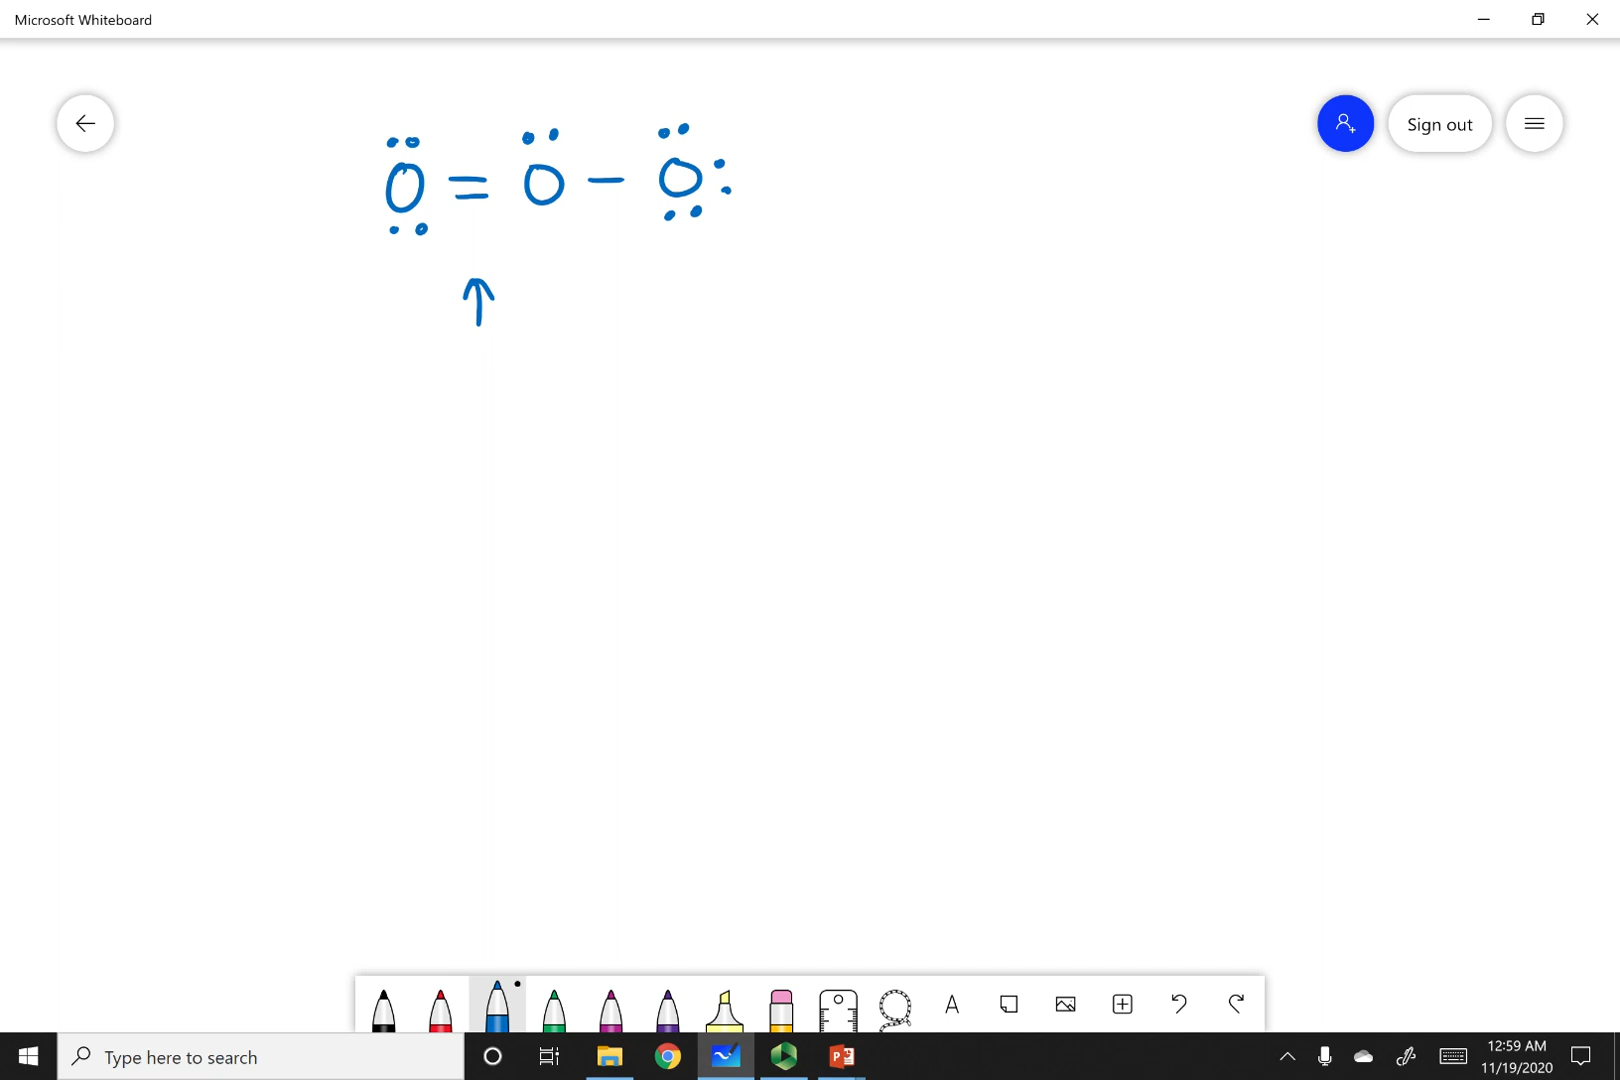 Microsoft Whiteboard
Sign out
O = O - O
A
Type here to search
12:59 AM
11/19/2020